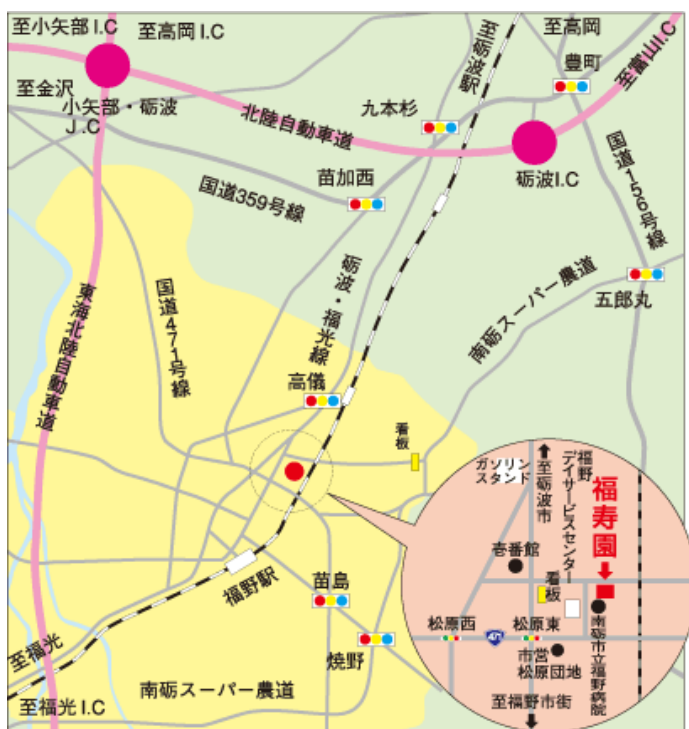 至小矢部I.C
至高岡I.C
至砺波駅
至高岡
豊町
至富山I.C
至金沢
小矢部・砺波
J.C
九本杉
北陸自動車道
砺波I.C
国道156号線
苗加西
国道359号線
五郎丸
砺波・福光線
南砺スーパー農道
東海北陸自動車道
国道471号線
高儀
看板
ガソリン
スタンド
至砺波市
福野
デイサービスセンター
福寿園
壱番館
看板
福野駅
苗島
松原西
471
松原東
南砺市立福野病院
焼野
市営
松原団地
至福光
南砺スーパー農道
至福野市街
至福光I.C